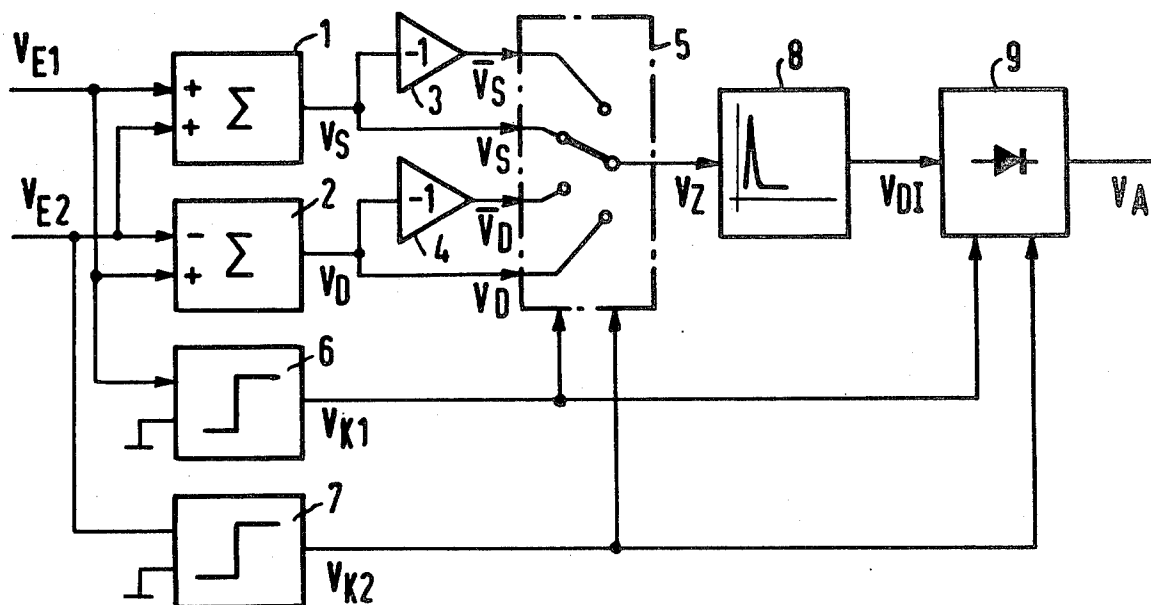 V_E1
1
+
+
Σ
V_S
-1
3
V̅_S
V_S
5
8
9
V_E2
2
-
+
Σ
V_D
-1
4
V̅_D
V_D
V_Z
V_DI
V_A
6
V_K1
7
V_K2